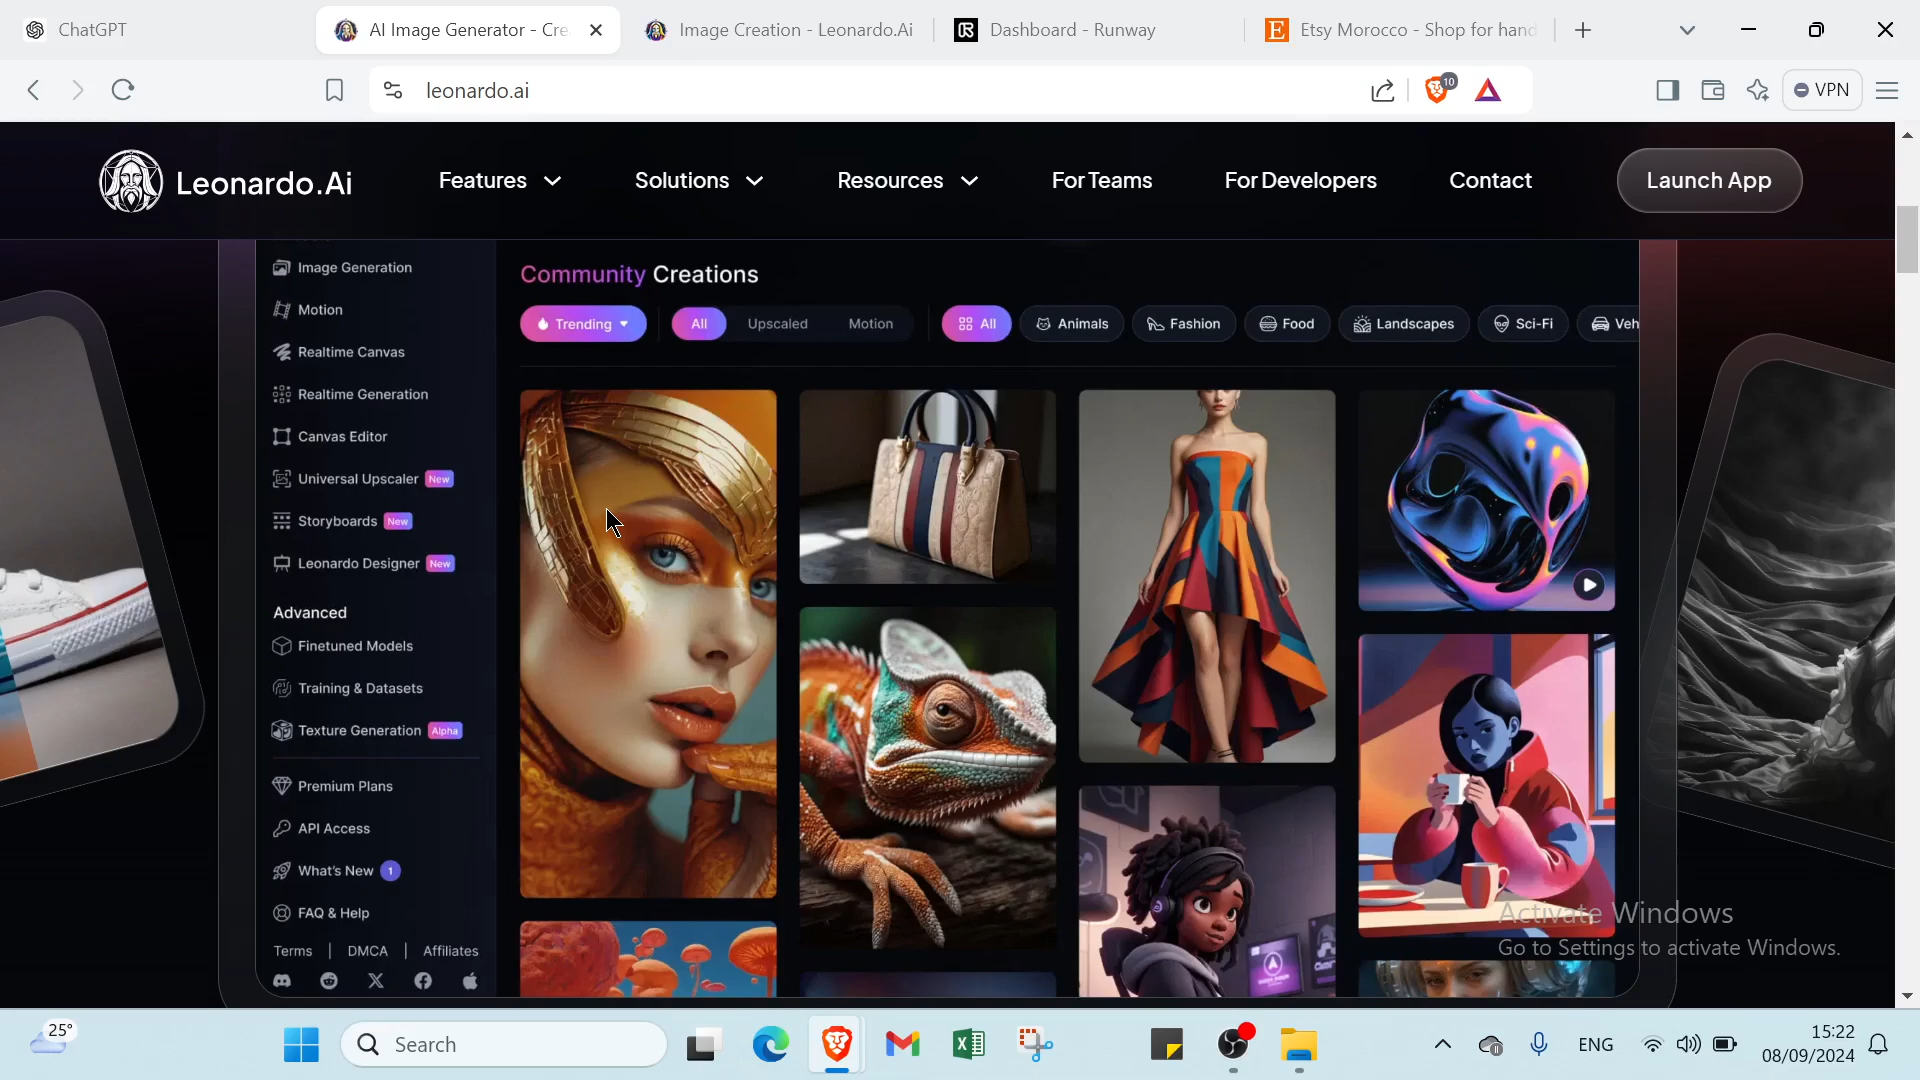 ChatGPT
AI Image Generator - Cre
Image Creation - Leonardo.Ai
Dashboard - Runway
Etsy Morocco - Shop for hand
leonardo.ai
10
VPN
Leonardo.Ai
Features
Solutions
Resources
For Teams
For Developers
Contact
Launch App
Image Generation
Motion
Realtime Canvas
Realtime Generation
Canvas Editor
Universal Upscaler New
Storyboards New
Leonardo Designer New
Advanced
Finetuned Models
Training & Datasets
Texture Generation Alpha
Premium Plans
API Access
What's New 1
FAQ & Help
Terms | DMCA | Affiliates
Community Creations
Trending
All
Upscaled
Motion
All
Animals
Fashion
Food
Landscapes
Sci-Fi
Veh
Activate Windows
Go to Settings to activate Windows.
25°
Search
ENG
15:22
08/09/2024